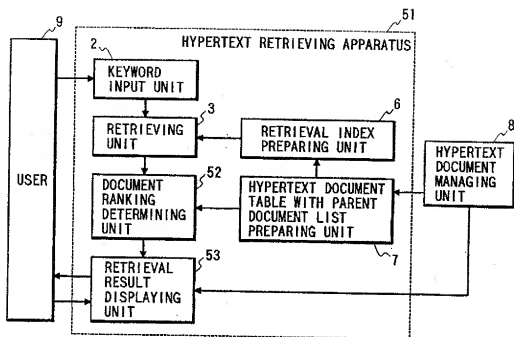 9
51
HYPERTEXT RETRIEVING APPARATUS
2
KEYWORD
INPUT UNIT
3
RETRIEVING
UNIT
6
RETRIEVAL INDEX
PREPARING UNIT
8
HYPERTEXT
DOCUMENT
MANAGING
UNIT
USER
52
DOCUMENT
RANKING
DETERMINING
UNIT
HYPERTEXT DOCUMENT
TABLE WITH PARENT
DOCUMENT LIST
PREPARING UNIT
7
53
RETRIEVAL
RESULT
DISPLAYING
UNIT